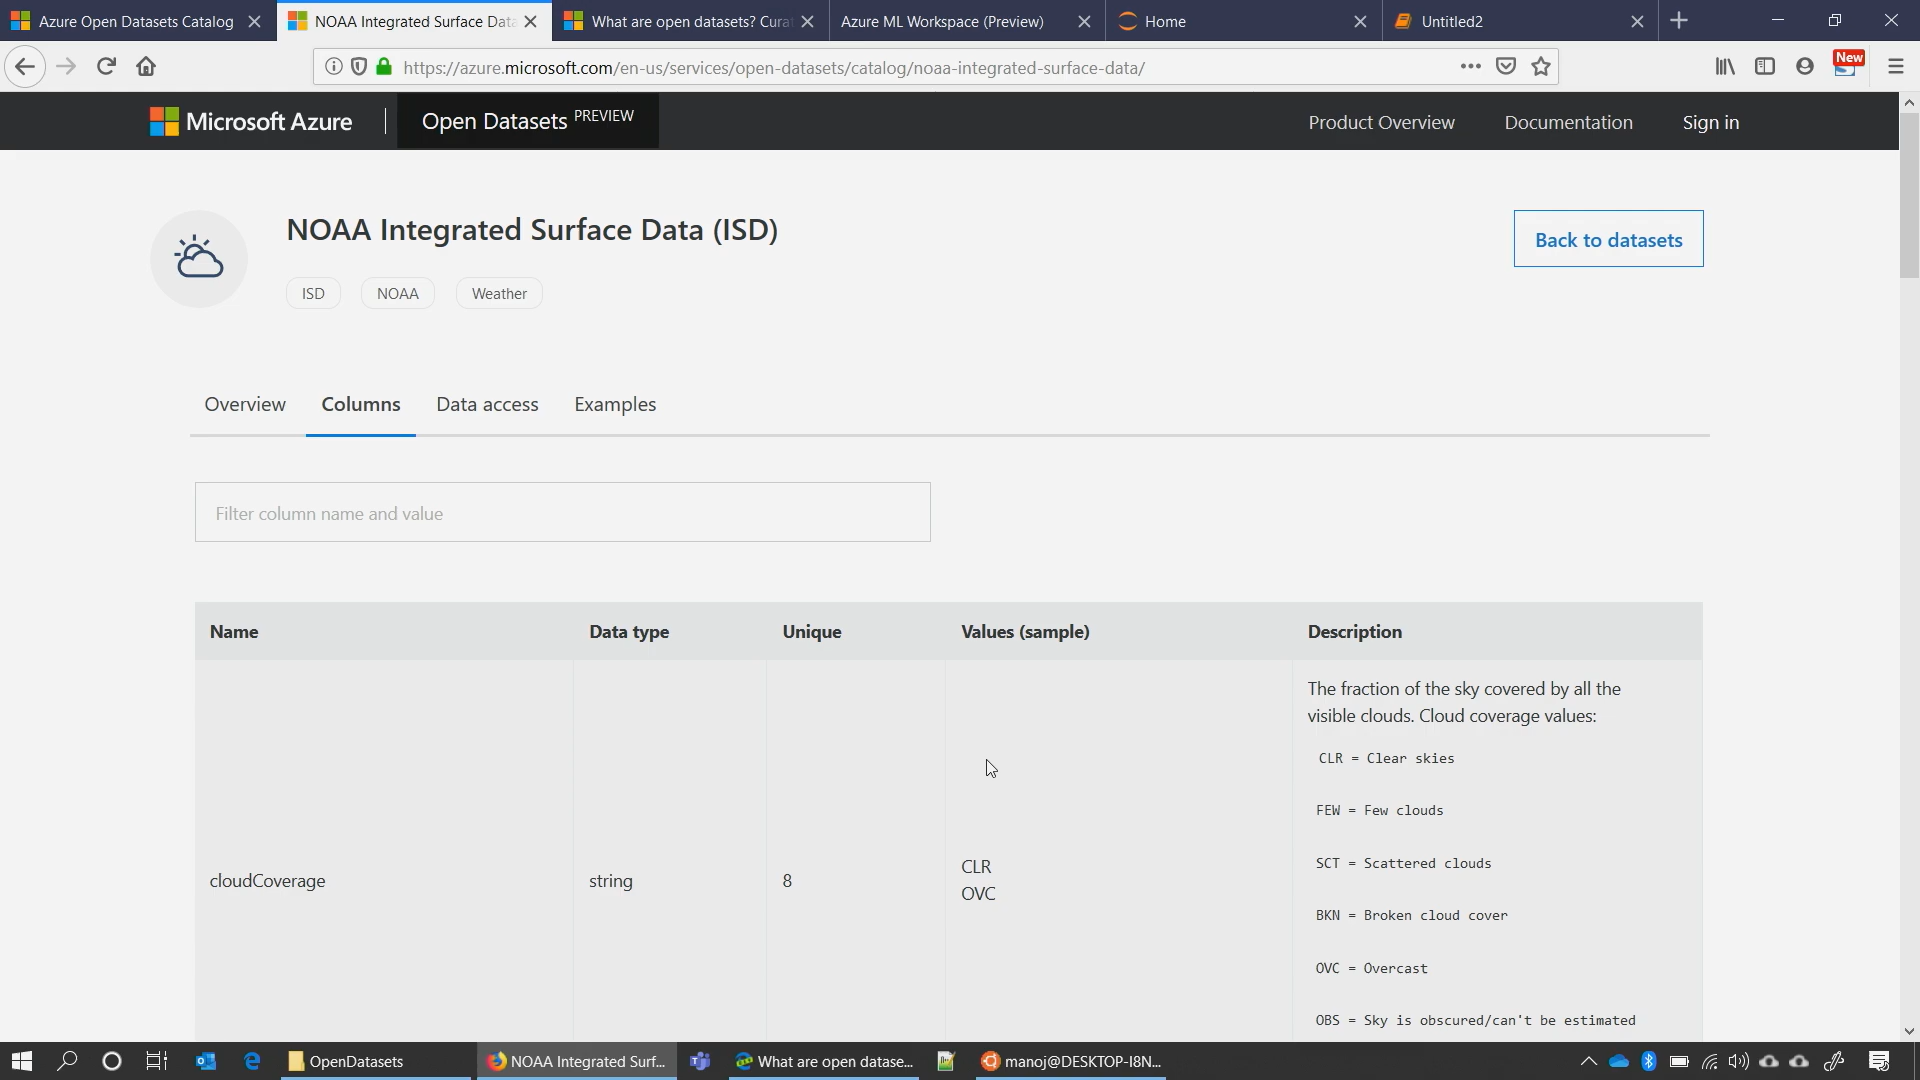 Azure Open Datasets Catalog
NOAA Integrated Surface Data
What are open datasets? Cura
Azure ML Workspace (Preview)
Home
Untitled2
https://azure.microsoft.com/en-us/services/open-datasets/catalog/noaa-integrated-surface-data/
New
Microsoft Azure
Open Datasets PREVIEW
Product Overview
Documentation
Sign in
NOAA Integrated Surface Data (ISD)
Back to datasets
ISD
NOAA
Weather
Overview
Columns
Data access
Examples
Filter column name and value
Name
Data type
Unique
Values (sample)
Description
The fraction of the sky covered by all the
visible clouds. Cloud coverage values:
CLR = Clear skies
FEW = Few clouds
SCT = Scattered clouds
cloudCoverage
string
8
CLR
OVC
BKN = Broken cloud cover
OVC = Overcast
OBS = Sky is obscured/can't be estimated
OpenDatasets
NOAA Integrated Surf...
What are open datase...
manoj@DESKTOP-I8N...